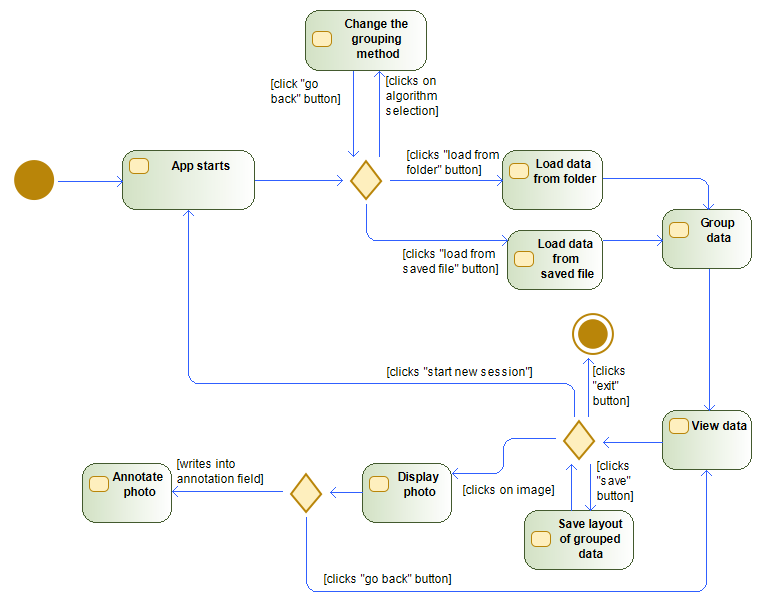 Change the
grouping
method
[click "go
back" button]
[clicks on
algorithm
selection]
App starts
[clicks "load from
folder" button]
Load data
from folder
Group
data
[clicks "load from
saved file" button]
Load data
from
saved file
[clicks "start new session"]
[clicks
"exit"
button]
View data
Annotate
photo
[writes into
annotation field]
Display
photo
[clicks on image]
[clicks
"save"
button]
Save layout
of grouped
data
[clicks "go back" button]